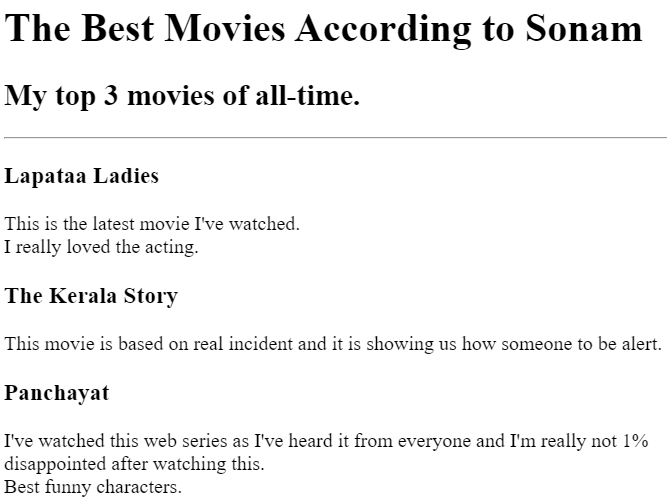 The Best Movies According to Sonam
My top 3 movies of all-time.
Lapataa Ladies
This is the latest movie I've watched.
I really loved the acting.
The Kerala Story
This movie is based on real incident and it is showing us how someone to be alert.
Panchayat
I've watched this web series as I've heard it from everyone and I'm really not 1%
disappointed after watching this.
Best funny characters.